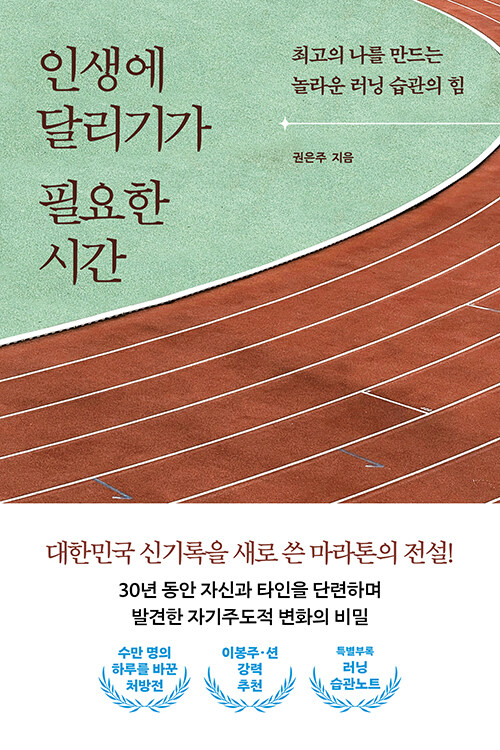 인생에
달리기가
필요한
시간
최고의 나를 만드는
놀라운 러닝 습관의 힘
권은주 지음
대한민국 신기록을 새로 쓴 마라톤의 전설!
30년 동안 자신과 타인을 단련하며
발견한 자기주도적 변화의 비밀
수만 명의
하루를 바꾼
처방전
이봉주·션
강력
추천
특별부록
러닝
습관노트